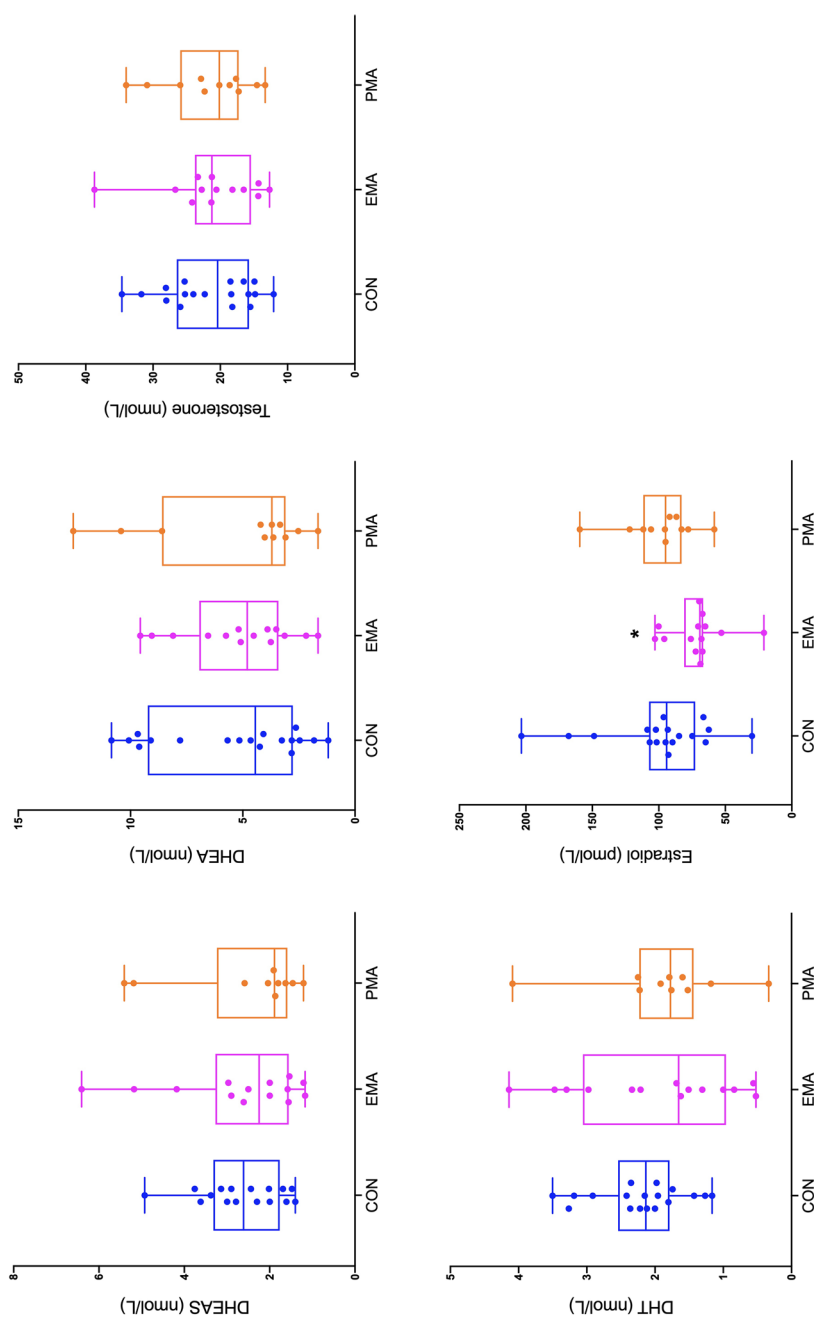 DHEAS (nmol/L)
8
6
4
2
0
CON
EMA
PMA
DHEA (nmol/L)
15
10
5
0
CON
EMA
PMA
Testosterone (nmol/L)
50
40
30
20
10
0
CON
EMA
PMA
DHT (nmol/L)
5
4
3
2
1
0
CON
EMA
PMA
Estradiol (pmol/L)
250
200
150
100
50
0
*
CON
EMA
PMA